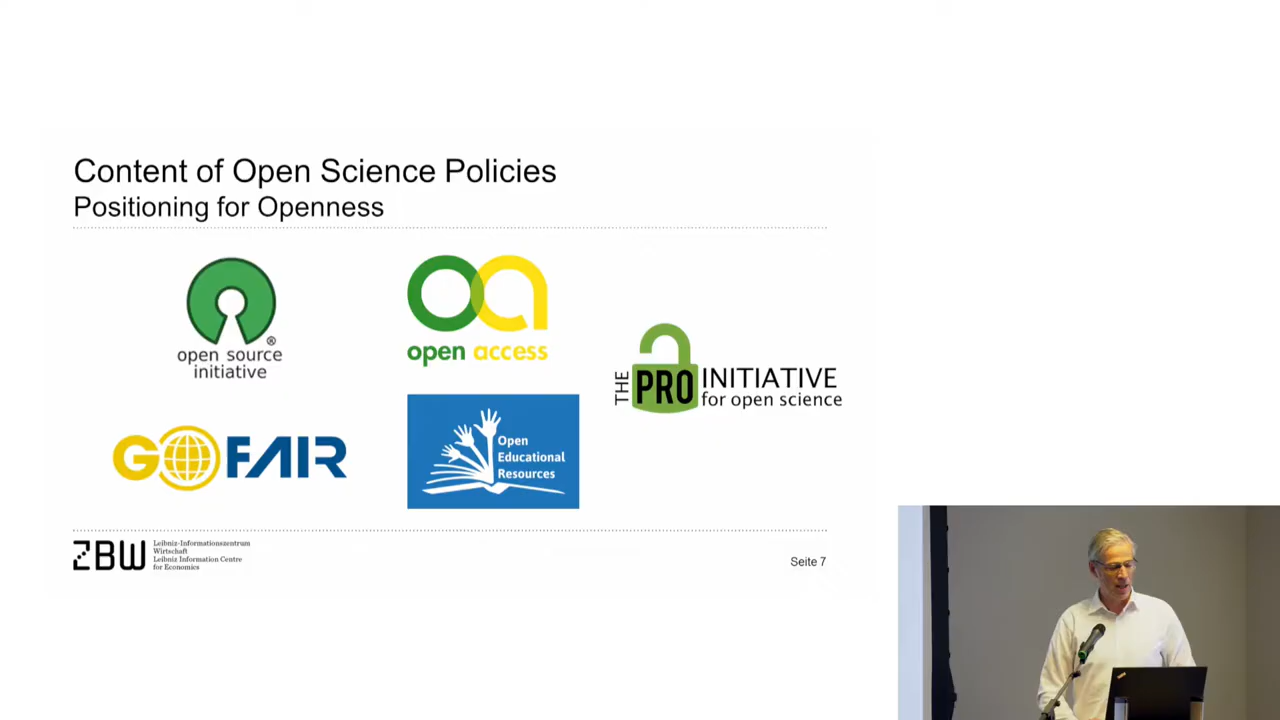 Content of Open Science Policies
Positioning for Openness
open source
initiative
®
oa
open access
THE PRO INITIATIVE
for open science
GO FAIR
Open
Educational
Resources
ZBW
Leibniz-Informationszentrum
Wirtschaft
Leibniz Information Centre
for Economics
Seite 7